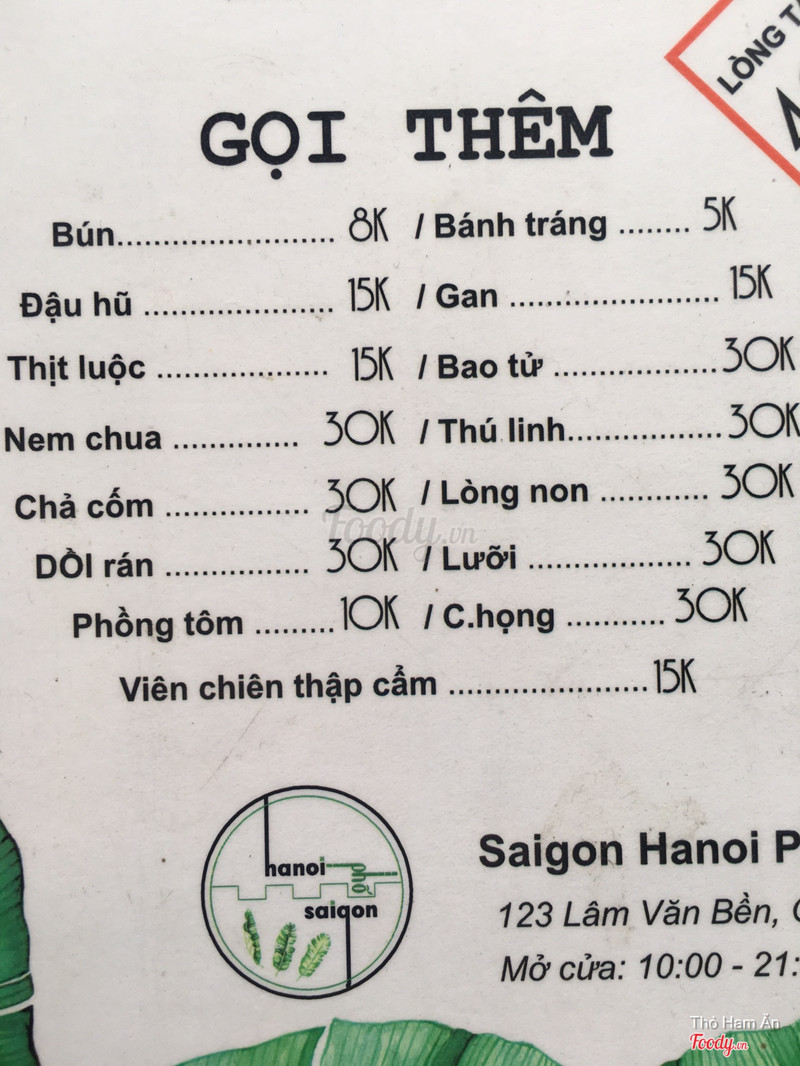 LÒNG TA
GỌI THÊM
Bún........................ 8K / Bánh tráng ........ 5K
Đậu hũ ..................... 15K / Gan ....................... 15K
Thịt luộc ................... 15K / Bao tử ..................30K
Nem chua .............. 30K / Thú linh.................30K
Chả cốm ................ 30K / Lòng non ............ 30K
Foody.vn
DỒI rán ................ 30K / Lưỡi .................. 30K
Phồng tôm .........10K / C.họng ........... 30K
Viên chiên thập cẩm ......................15K
hanoi
phố
saigon
Saigon Hanoi P
123 Lâm Văn Bền,
Mở cửa: 10:00 - 21:
Thỏ Ham Ăn
Foody.vn